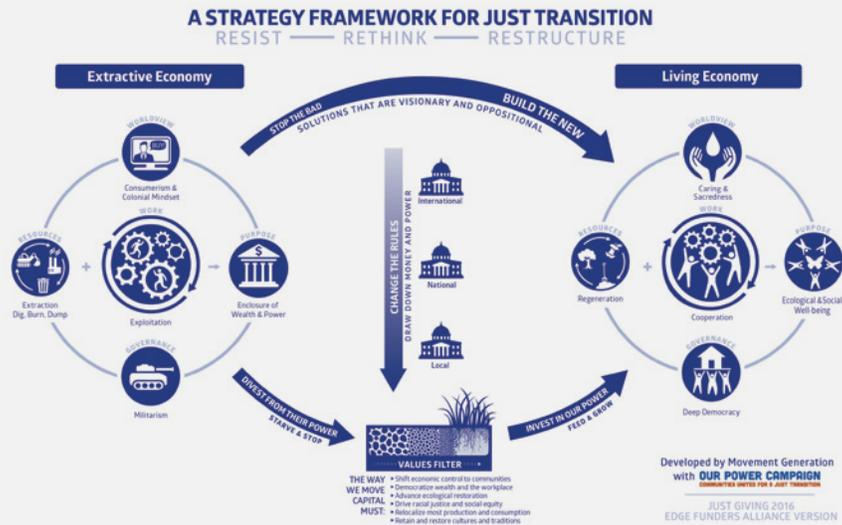 A STRATEGY FRAMEWORK FOR JUST TRANSITION
RESIST — RETHINK — RESTRUCTURE
Extractive Economy
WORLDVIEW
BUY!
Consumerism &
Colonial Mindset
RESOURCES
Extraction
Dig, Burn, Dump
+
WORK
Exploitation
PURPOSE
$
Enclosure of
Wealth & Power
GOVERNANCE
Militarism
STOP THE BAD
BUILD THE NEW
SOLUTIONS THAT ARE VISIONARY AND OPPOSITIONAL
CHANGE THE RULES
DRAW DOWN MONEY AND POWER
International
National
Local
DIVEST FROM THEIR POWER
STARVE & STOP
INVEST IN OUR POWER
FEED & GROW
VALUES FILTER
THE WAY
WE MOVE
CAPITAL
MUST:
• Shift economic control to communities
• Democratize wealth and the workplace
• Advance ecological restoration
• Drive racial justice and social equity
• Relocalize most production and consumption
• Retain and restore cultures and traditions
Living Economy
WORLDVIEW
Caring &
Sacredness
RESOURCES
Regeneration
+
WORK
Cooperation
PURPOSE
Ecological & Social
Well-being
GOVERNANCE
Deep Democracy
Developed by Movement Generation
with OUR POWER CAMPAIGN
COMMUNITIES UNITED FOR A JUST TRANSITION
JUST GIVING 2016
EDGE FUNDERS ALLIANCE VERSION